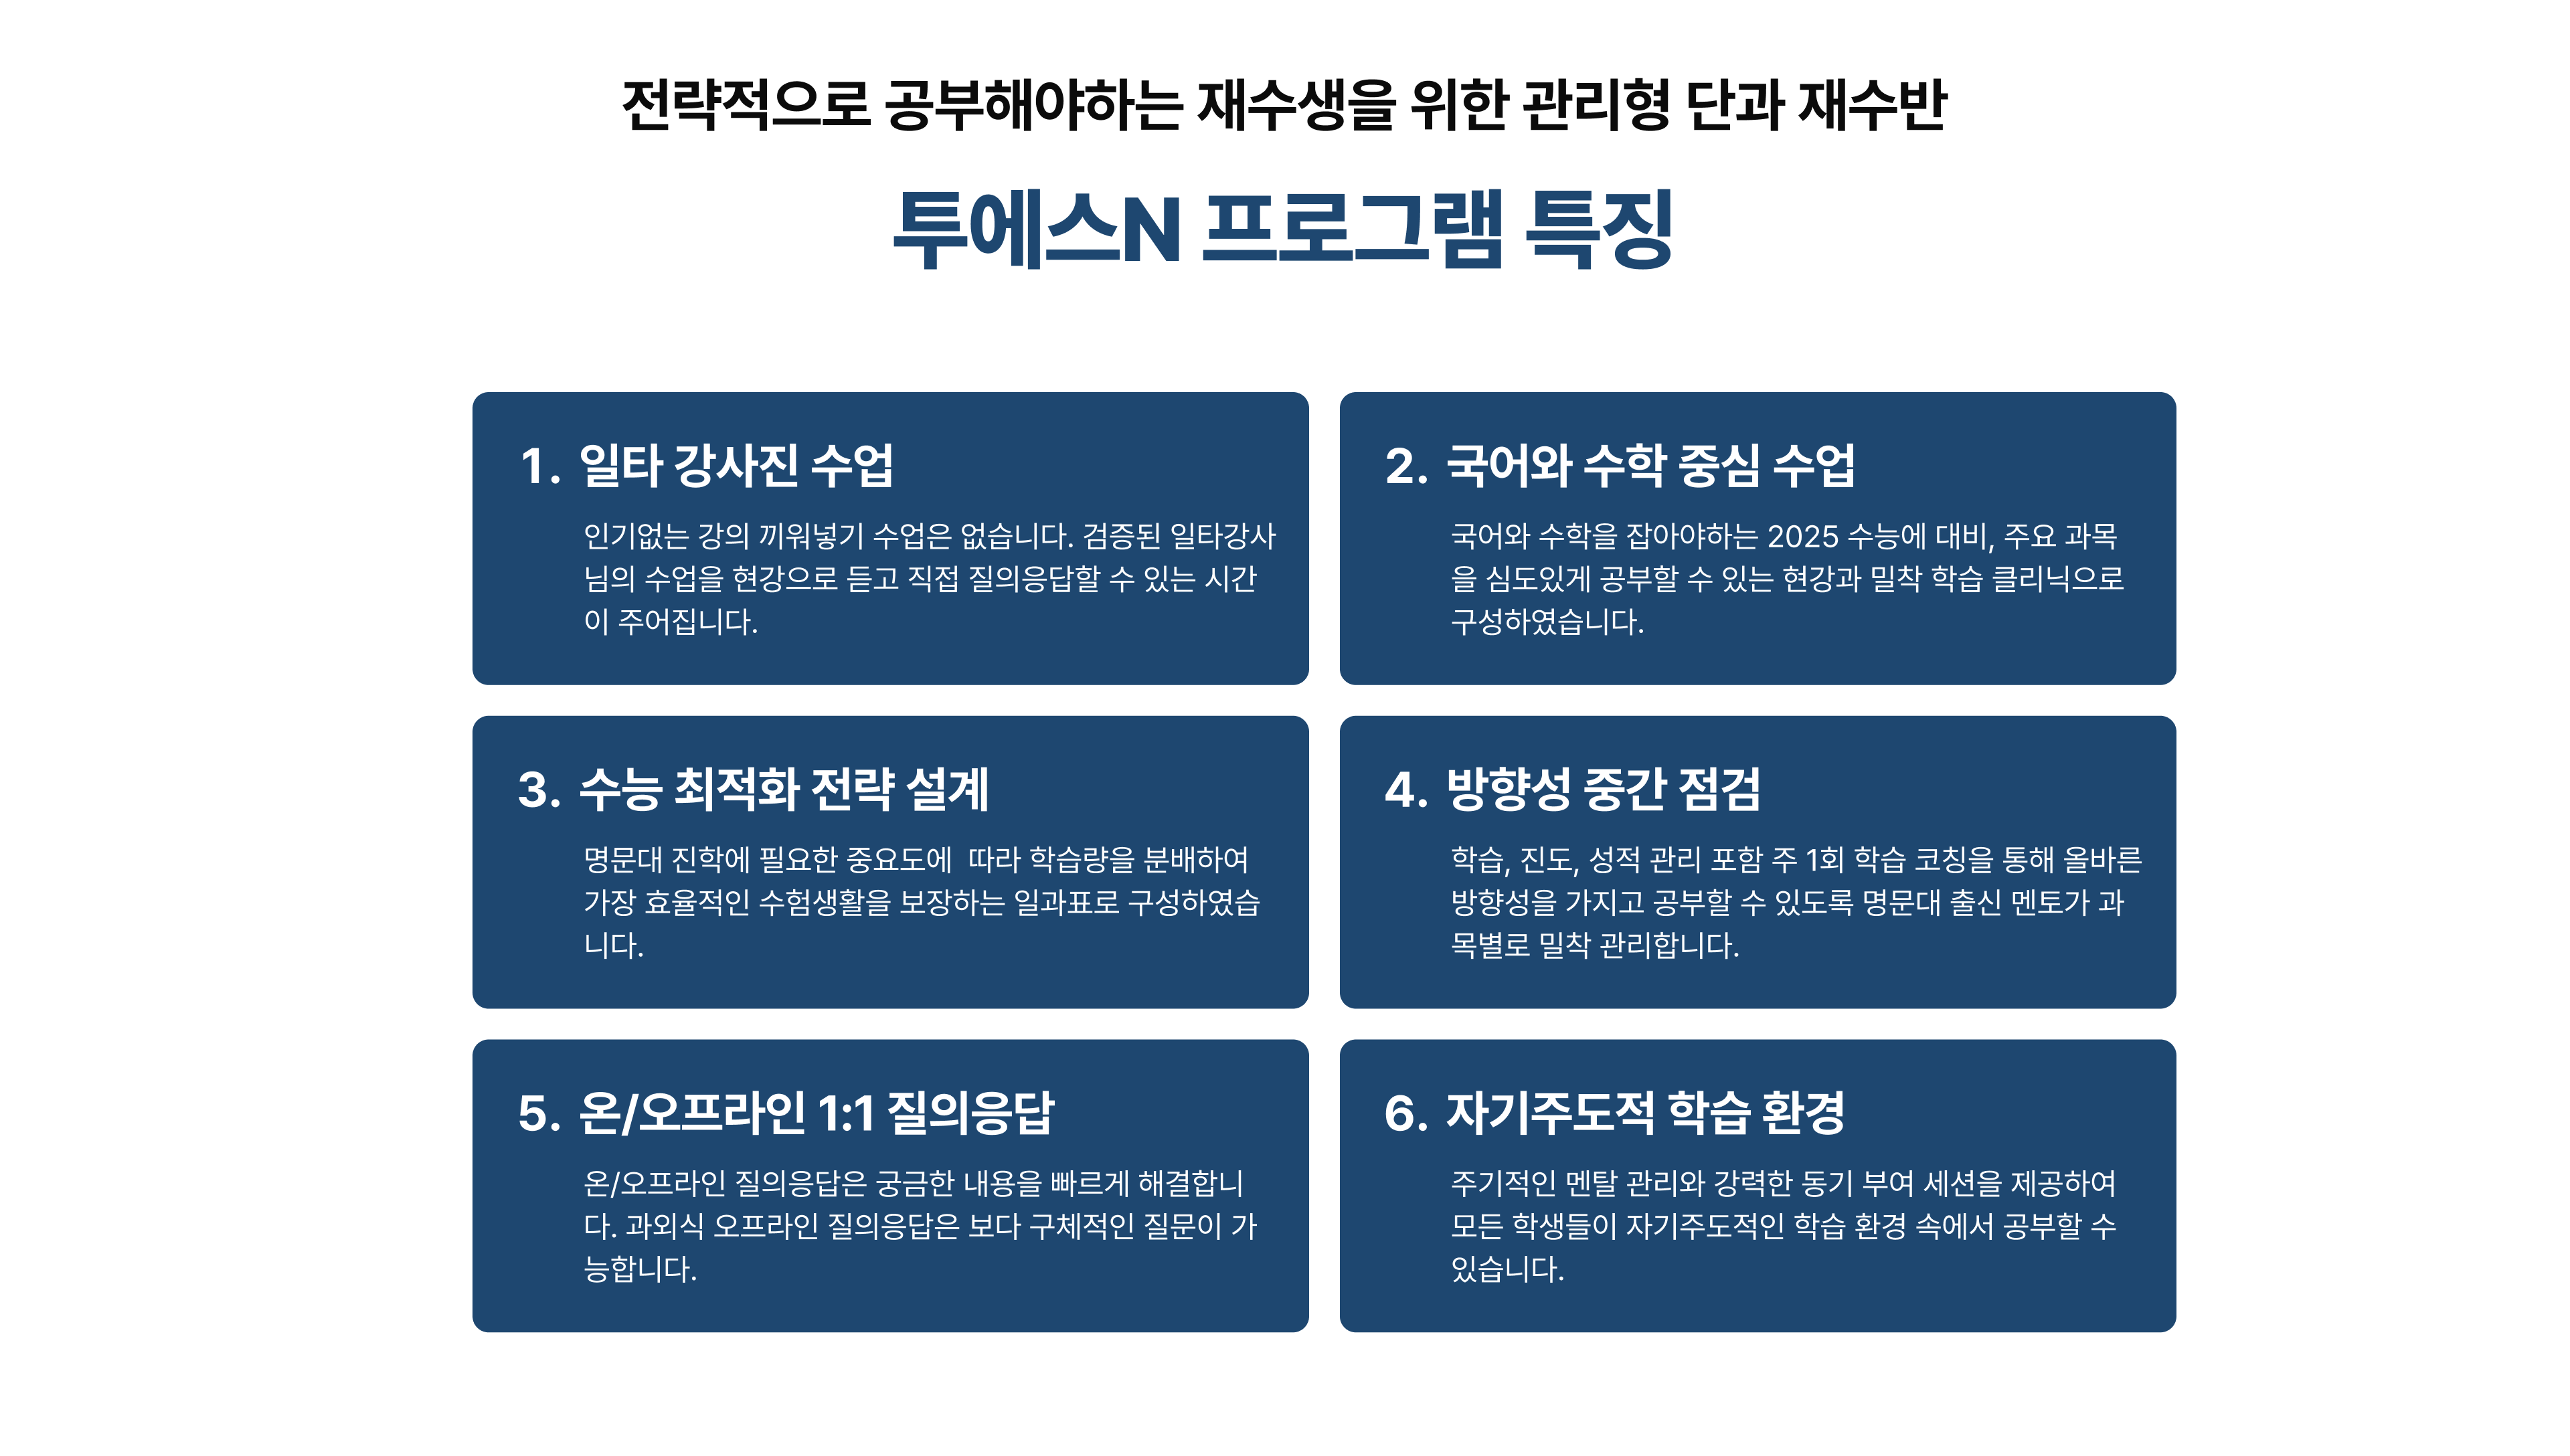 전략적으로 공부해야하는 재수생을 위한 관리형 단과 재수반
투에스N 프로그램 특징
1. 일타 강사진 수업
인기없는 강의 끼워넣기 수업은 없습니다. 검증된 일타강사
님의 수업을 현강으로 듣고 직접 질의응답할 수 있는 시간
이 주어집니다.
2. 국어와 수학 중심 수업
국어와 수학을 잡아야하는 2025 수능에 대비, 주요 과목
을 심도있게 공부할 수 있는 현강과 밀착 학습 클리닉으로
구성하였습니다.
3. 수능 최적화 전략 설계
명문대 진학에 필요한 중요도에  따라 학습량을 분배하여
가장 효율적인 수험생활을 보장하는 일과표로 구성하였습
니다.
4. 방향성 중간 점검
학습, 진도, 성적 관리 포함 주 1회 학습 코칭을 통해 올바른
방향성을 가지고 공부할 수 있도록 명문대 출신 멘토가 과
목별로 밀착 관리합니다.
5. 온/오프라인 1:1 질의응답
온/오프라인 질의응답은 궁금한 내용을 빠르게 해결합니
다. 과외식 오프라인 질의응답은 보다 구체적인 질문이 가
능합니다.
6. 자기주도적 학습 환경
주기적인 멘탈 관리와 강력한 동기 부여 세션을 제공하여
모든 학생들이 자기주도적인 학습 환경 속에서 공부할 수
있습니다.